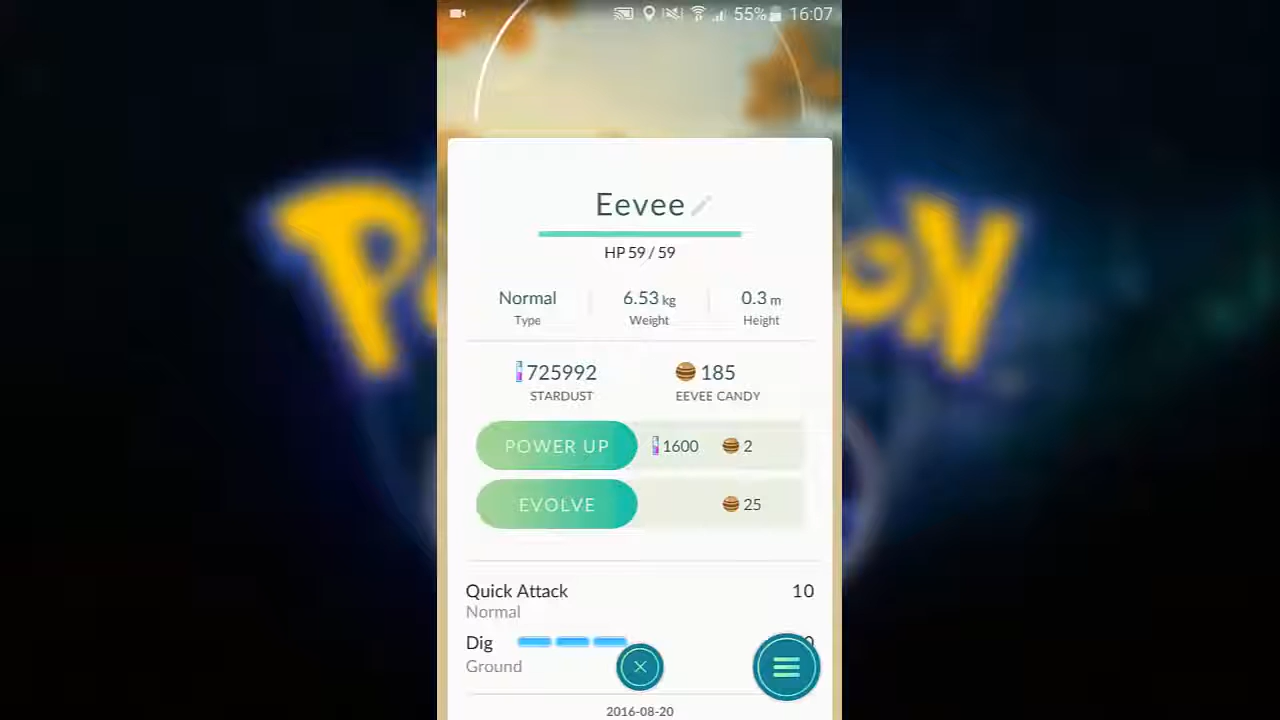 55% 16:07
Eevee
HP 59 / 59
Normal 6.53 kg 0.3 m
Type Weight Height
725992 185
STARDUST EEVEE CANDY
POWER UP 1600 2
EVOLVE 25
Quick Attack 10
Normal
Dig
Ground
2016-08-20